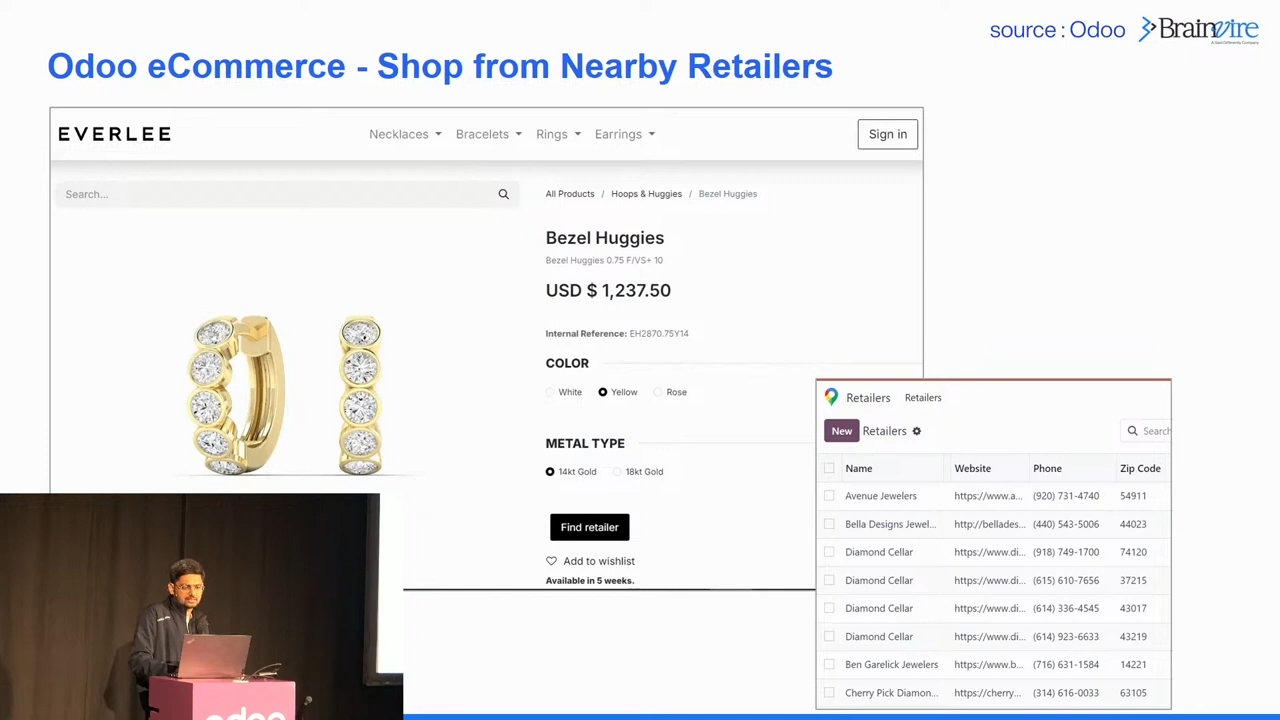 source : Odoo
Brainvire
Odoo eCommerce - Shop from Nearby Retailers
EVERLEE
Necklaces
Bracelets
Rings
Earrings
Sign in
Search...
All Products / Hoops & Huggies / Bezel Huggies
Bezel Huggies
Bezel Huggies 0.75 F/VS+ 10
USD $ 1,237.50
Internal Reference: EH2870.75Y14
COLOR
White
Yellow
Rose
METAL TYPE
14kt Gold
18kt Gold
Find retailer
Add to wishlist
Available in 5 weeks.
Retailers Retailers
New Retailers
Search
Name Website Phone Zip Code
Avenue Jewelers https://www.a... (920) 731-4740 54911
Bella Designs Jewel... http://bellades... (440) 543-5006 44023
Diamond Cellar https://www.di... (918) 749-1700 74120
Diamond Cellar https://www.di... (615) 610-7656 37215
Diamond Cellar https://www.di... (614) 336-4545 43017
Diamond Cellar https://www.di... (614) 923-6633 43219
Ben Garelick Jewelers https://www.b... (716) 631-1584 14221
Cherry Pick Diamon... https://cherry... (314) 616-0033 63105
odoo